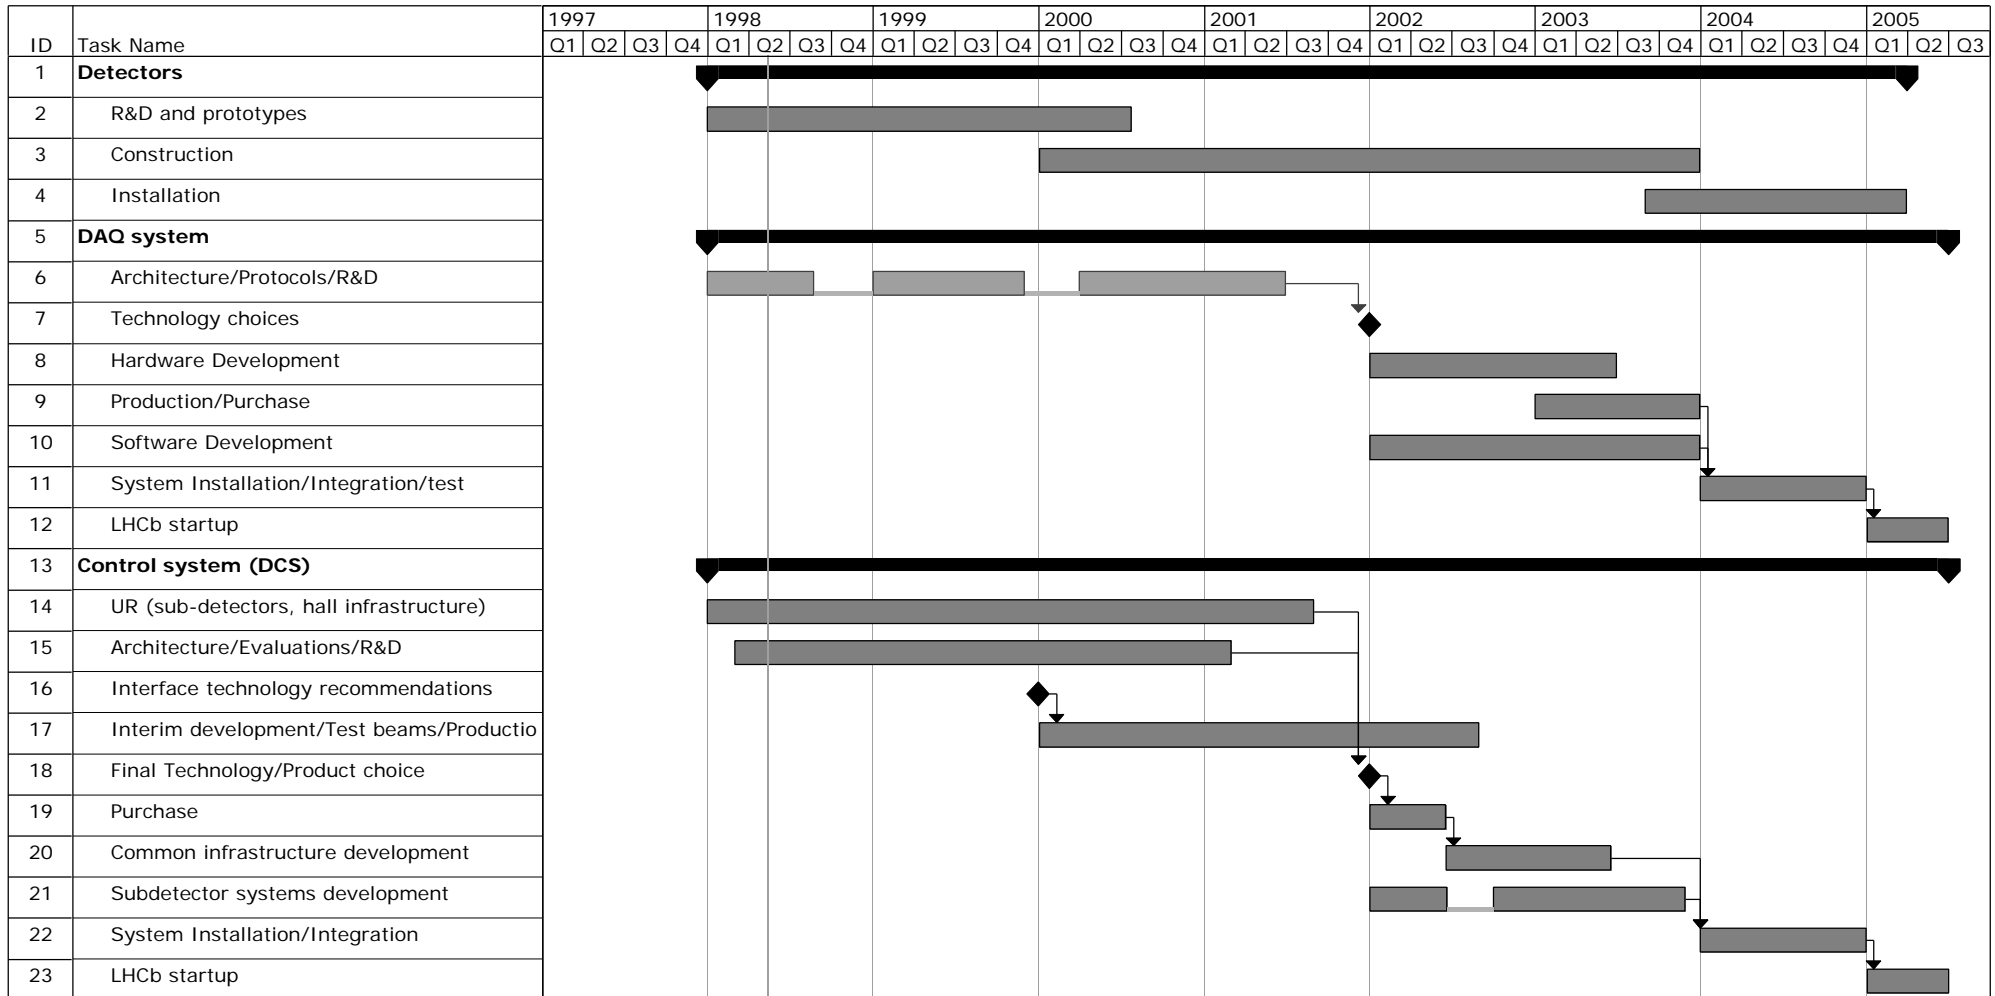 1997 1998 1999 2000 2001 2002 2003 2004 2005
ID Task Name Q1 Q2 Q3 Q4 Q1 Q2 Q3 Q4 Q1 Q2 Q3 Q4 Q1 Q2 Q3 Q4 Q1 Q2 Q3 Q4 Q1 Q2 Q3 Q4 Q1 Q2 Q3 Q4 Q1 Q2 Q3 Q4 Q1 Q2 Q3
1 Detectors
2 R&D and prototypes
3 Construction
4 Installation
5 DAQ system
6 Architecture/Protocols/R&D
7 Technology choices
8 Hardware Development
9 Production/Purchase
10 Software Development
11 System Installation/Integration/test
12 LHCb startup
13 Control system (DCS)
14 UR (sub-detectors, hall infrastructure)
15 Architecture/Evaluations/R&D
16 Interface technology recommendations
17 Interim development/Test beams/Productio
18 Final Technology/Product choice
19 Purchase
20 Common infrastructure development
21 Subdetector systems development
22 System Installation/Integration
23 LHCb startup